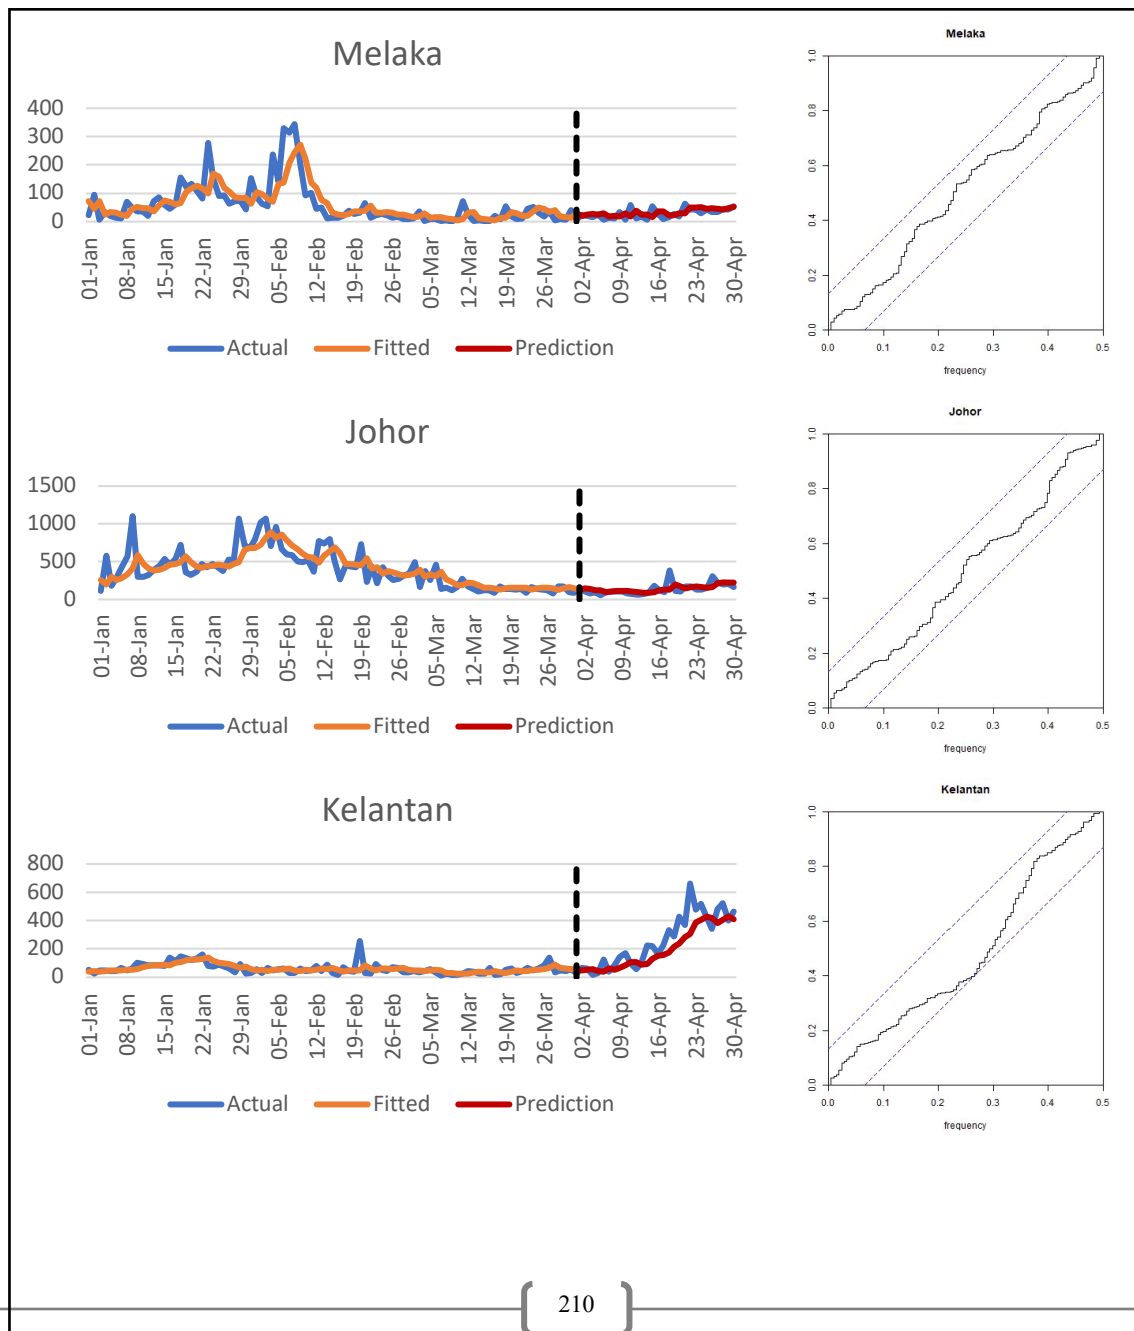 Melaka
400
300
200
100
0
01-Jan 08-Jan 15-Jan 22-Jan 29-Jan 05-Feb 12-Feb 19-Feb 26-Feb 05-Mar 12-Mar 19-Mar 26-Mar 02-Apr 09-Apr 16-Apr 23-Apr 30-Apr
Actual Fitted Prediction
Melaka
1.0
0.8
0.6
0.4
0.2
0.0
0.0 0.1 0.2 0.3 0.4 0.5
frequency
Johor
1500
1000
500
0
01-Jan 08-Jan 15-Jan 22-Jan 29-Jan 05-Feb 12-Feb 19-Feb 26-Feb 05-Mar 12-Mar 19-Mar 26-Mar 02-Apr 09-Apr 16-Apr 23-Apr 30-Apr
Actual Fitted Prediction
Johor
1.0
0.8
0.6
0.4
0.2
0.0
0.0 0.1 0.2 0.3 0.4 0.5
frequency
Kelantan
800
600
400
200
0
01-Jan 08-Jan 15-Jan 22-Jan 29-Jan 05-Feb 12-Feb 19-Feb 26-Feb 05-Mar 12-Mar 19-Mar 26-Mar 02-Apr 09-Apr 16-Apr 23-Apr 30-Apr
Actual Fitted Prediction
Kelantan
1.0
0.8
0.6
0.4
0.2
0.0
0.0 0.1 0.2 0.3 0.4 0.5
frequency
210